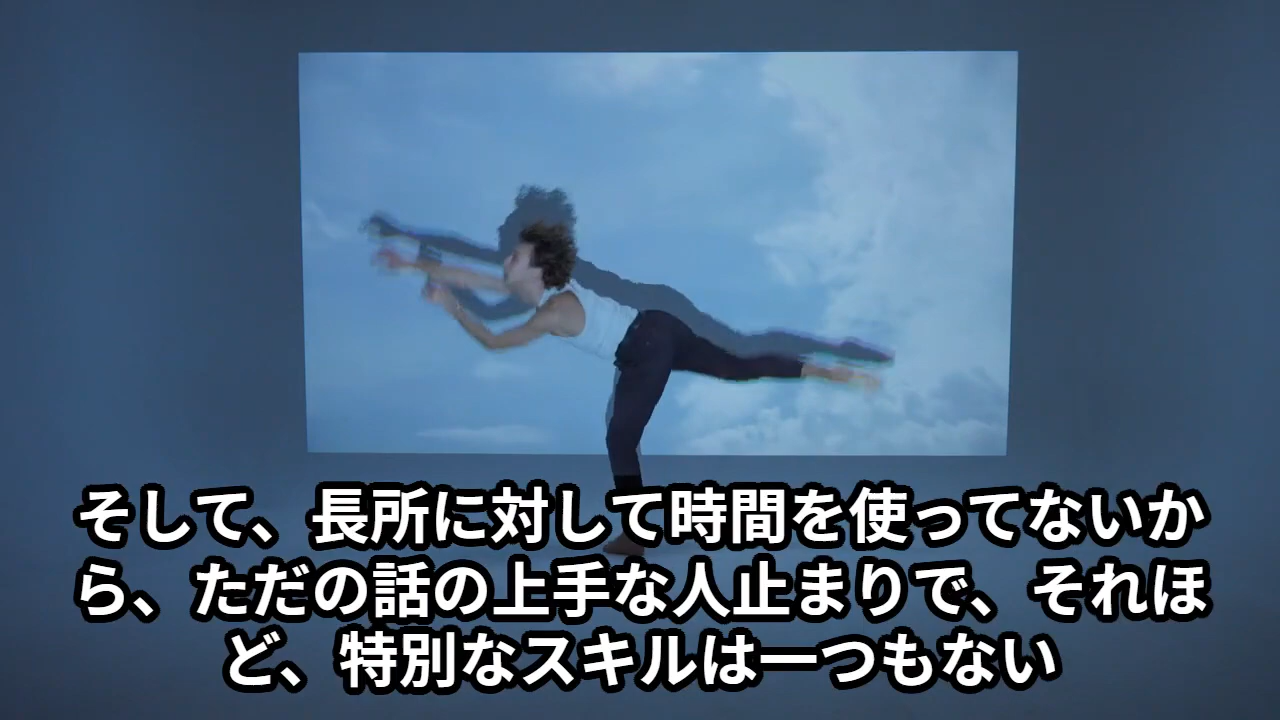 そして、長所に対して時間を使ってないか
ら、ただの話の上手な人止まりで、それほ
ど、特別なスキルは一つもない